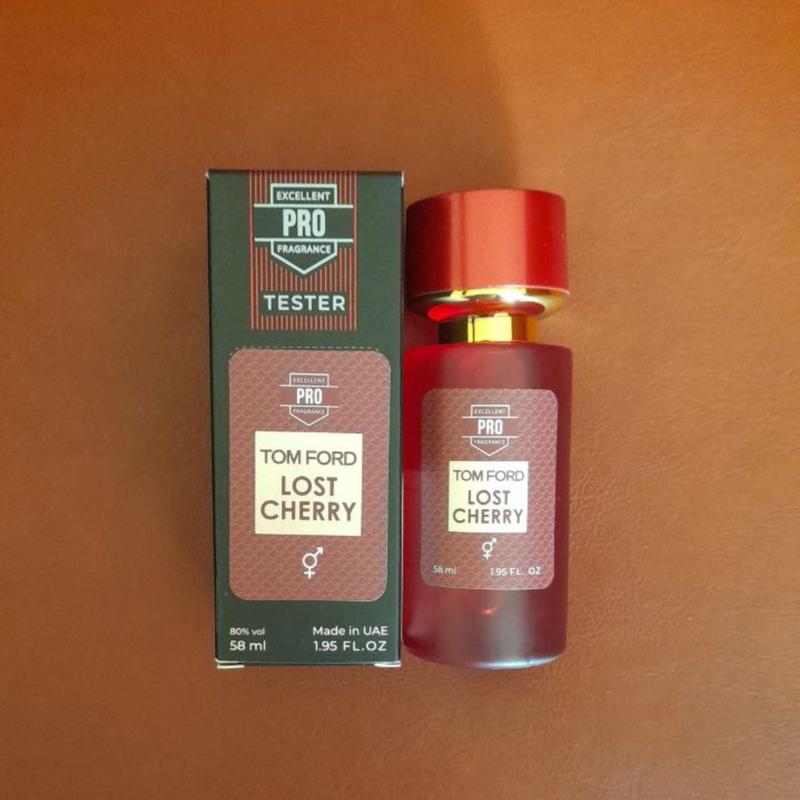 EXCELLENT
PRO
FRAGRANCE
TESTER
EXCELLENT
PRO
FRAGRANCE
TOM FORD
LOST
CHERRY
80% vol
Made in UAE
58 ml
1.95 FL.OZ
EXCELLENT
PRO
FRAGRANCE
TOM FORD
LOST
CHERRY
58 ml
1.95 FL. OZ